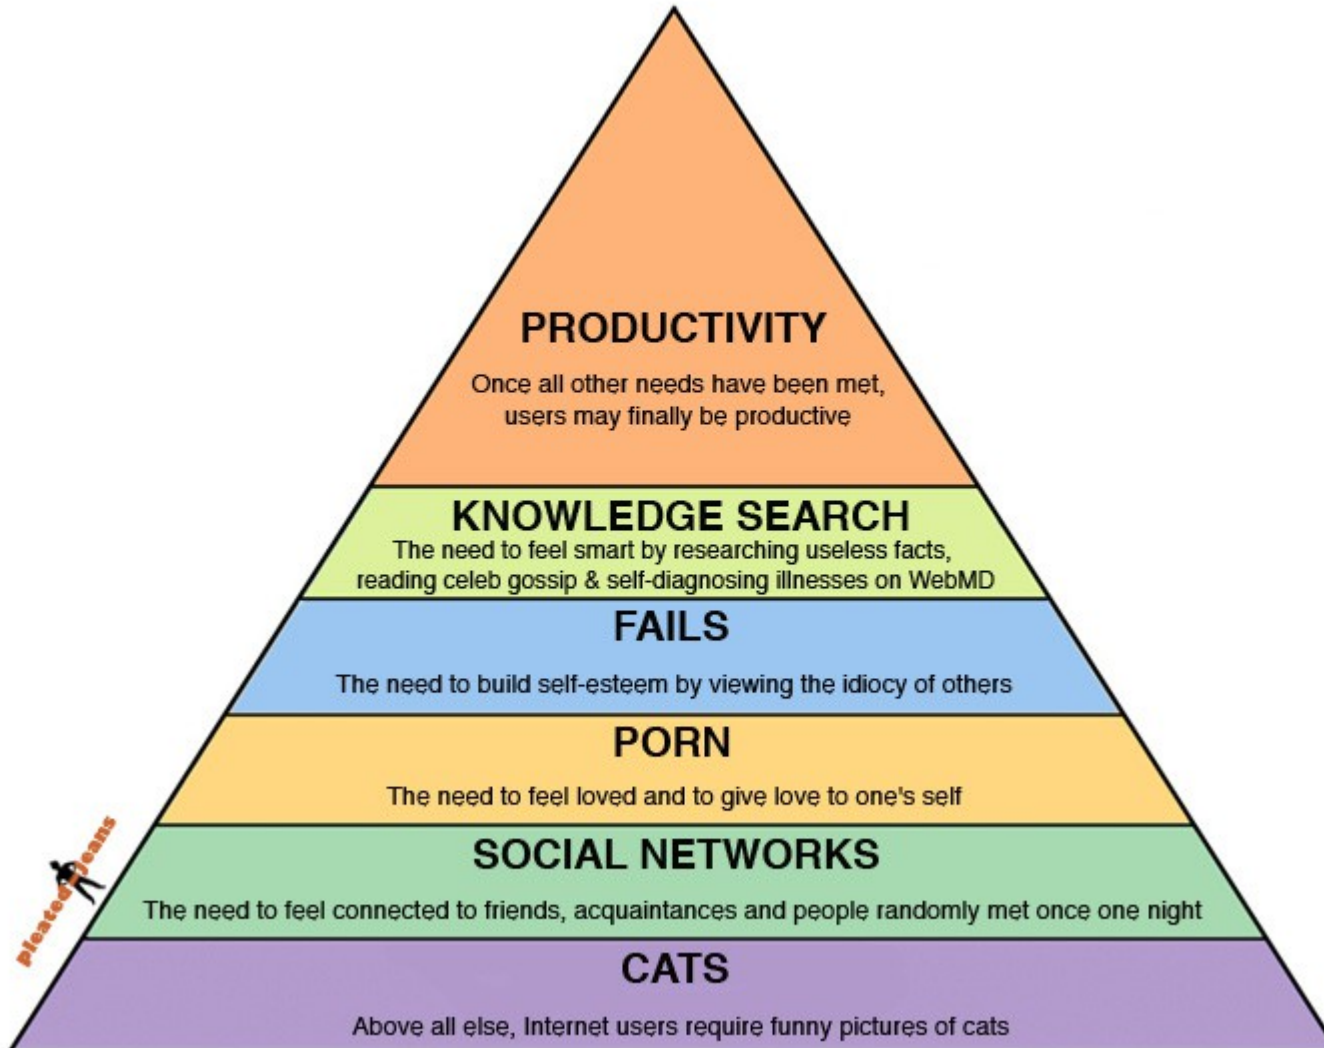 PRODUCTIVITY
Once all other needs have been met,
users may finally be productive
KNOWLEDGE SEARCH
The need to feel smart by researching useless facts,
reading celeb gossip & self-diagnosing illnesses on WebMD
FAILS
The need to build self-esteem by viewing the idiocy of others
PORN
The need to feel loved and to give love to one's self
SOCIAL NETWORKS
The need to feel connected to friends, acquaintances and people randomly met once one night
CATS
Above all else, Internet users require funny pictures of cats
pleated-jeans